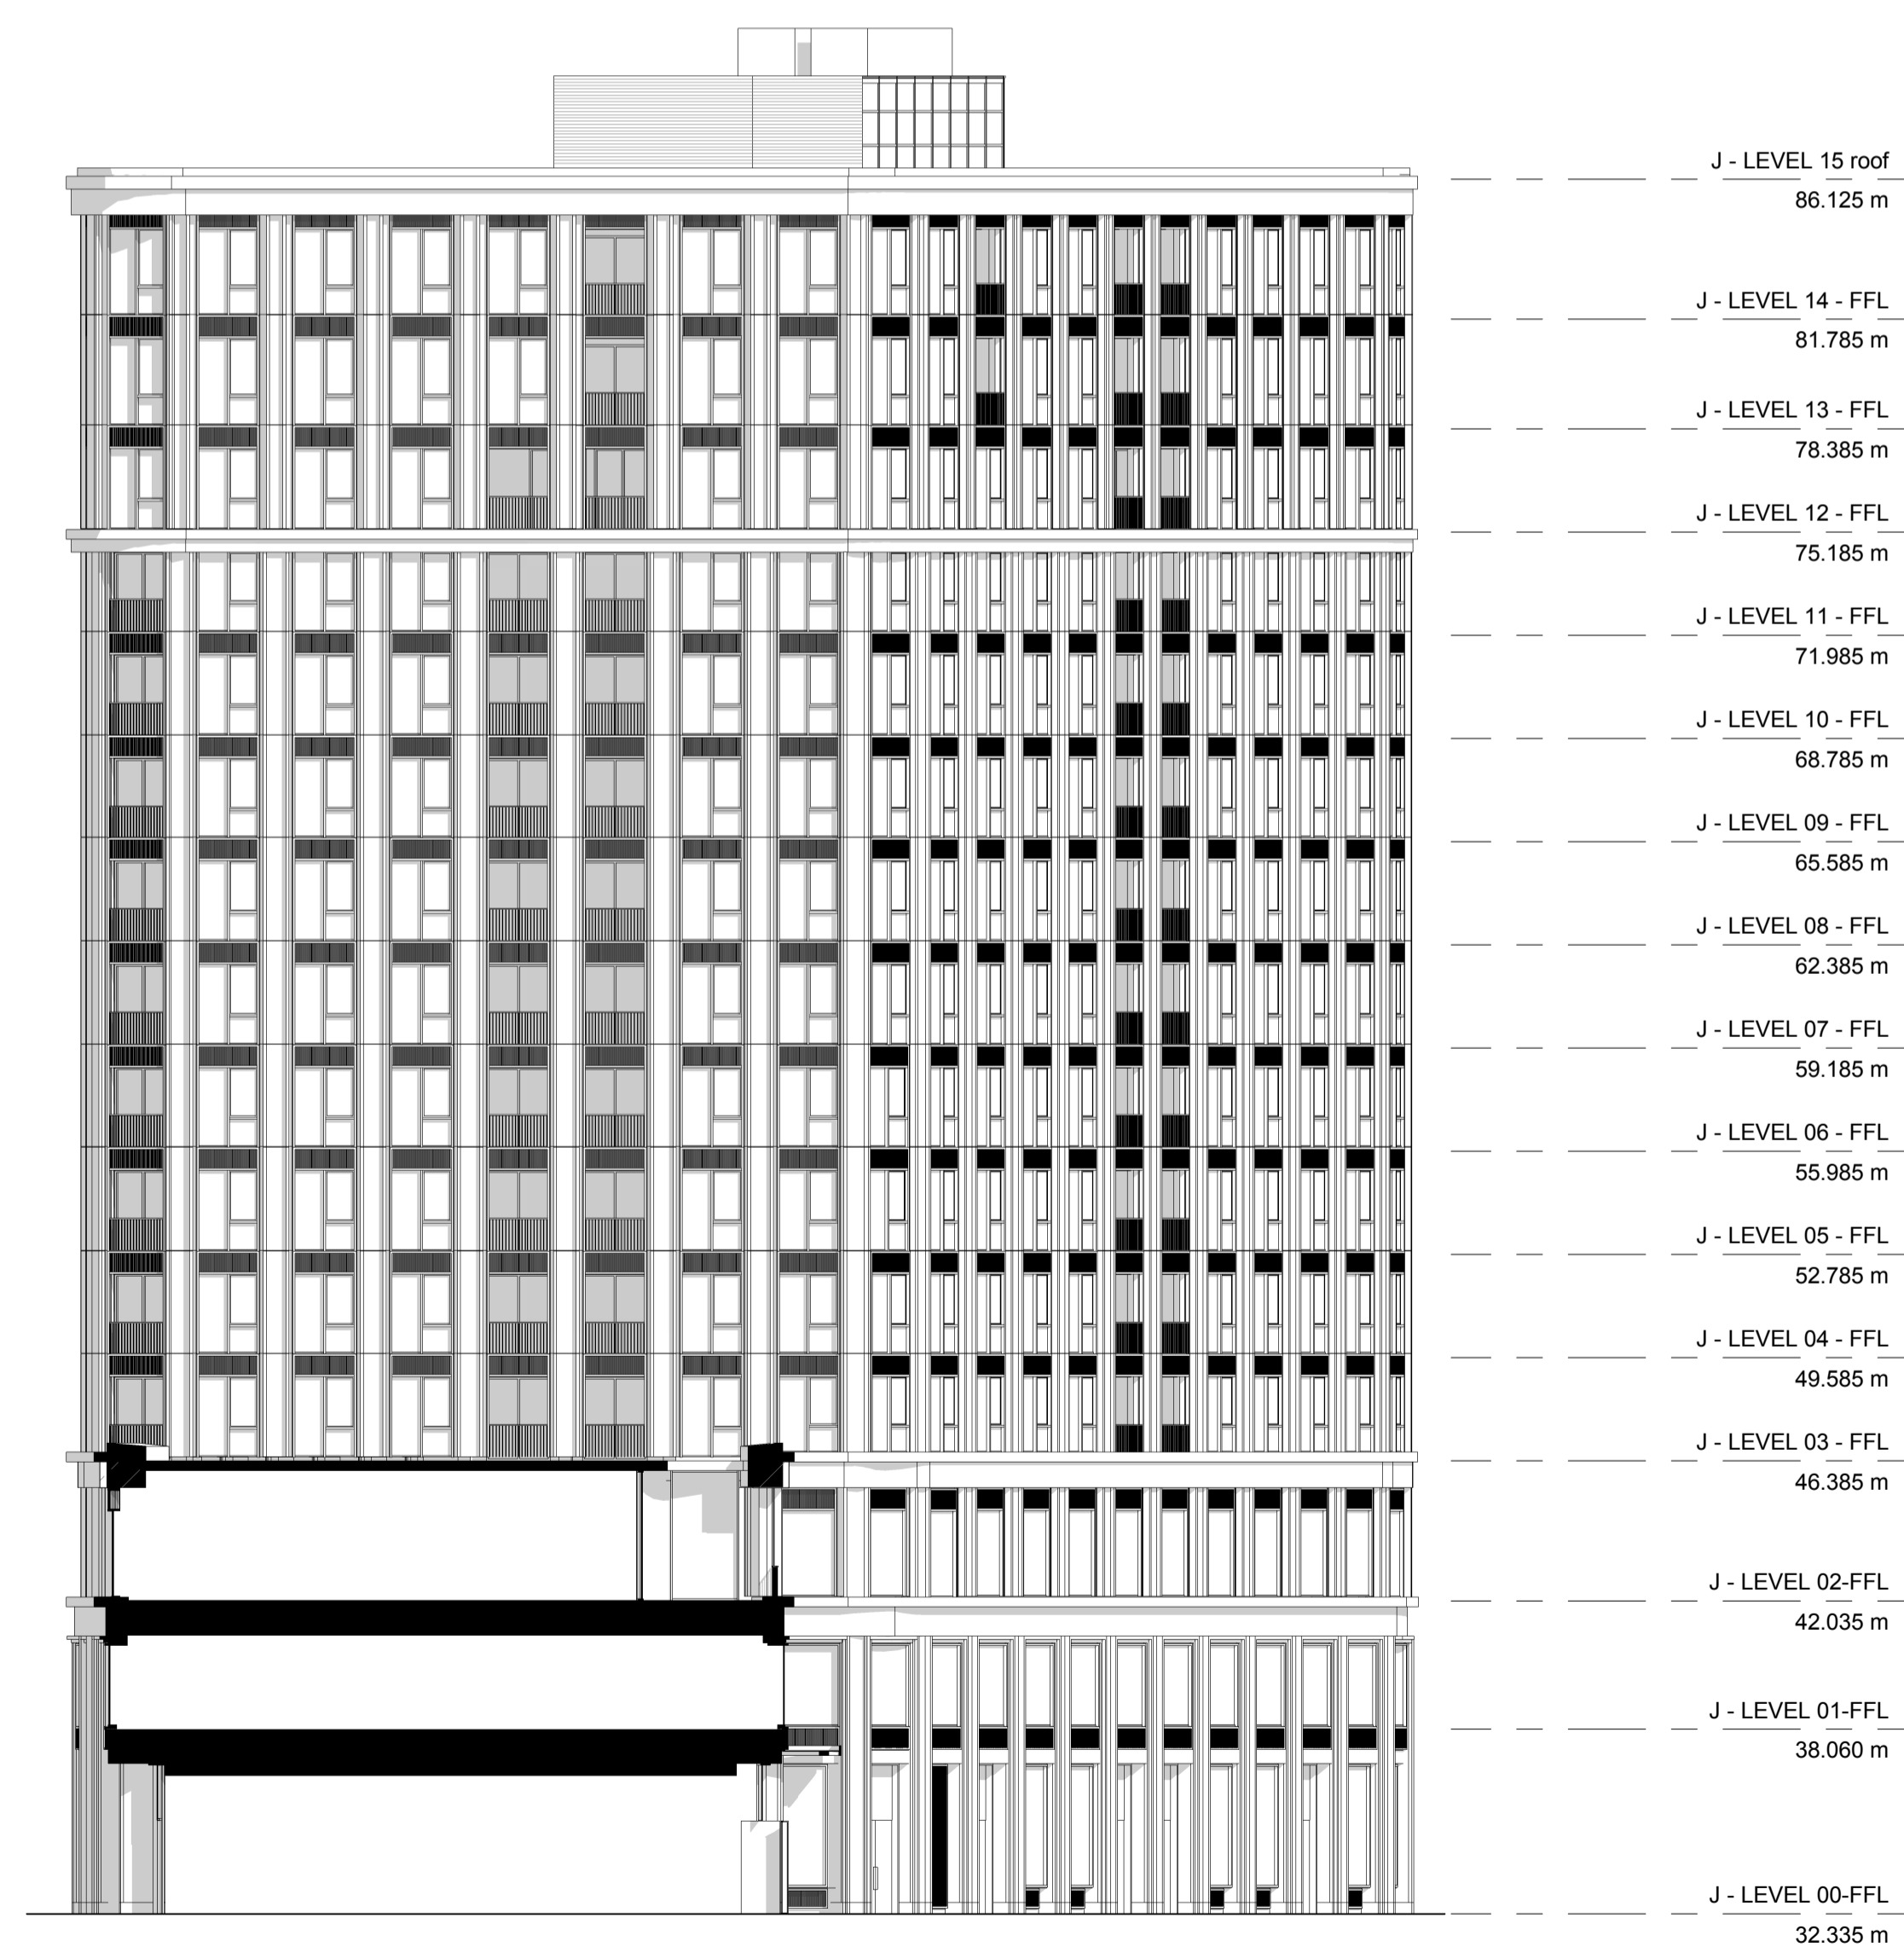 J - LEVEL 15 roof
86.125 m
J - LEVEL 14 - FFL
81.785 m
J - LEVEL 13 - FFL
78.385 m
J - LEVEL 12 - FFL
75.185 m
J - LEVEL 11 - FFL
71.985 m
J - LEVEL 10 - FFL
68.785 m
J - LEVEL 09 - FFL
65.585 m
J - LEVEL 08 - FFL
62.385 m
J - LEVEL 07 - FFL
59.185 m
J - LEVEL 06 - FFL
55.985 m
J - LEVEL 05 - FFL
52.785 m
J - LEVEL 04 - FFL
49.585 m
J - LEVEL 03 - FFL
46.385 m
J - LEVEL 02-FFL
42.035 m
J - LEVEL 01-FFL
38.060 m
J - LEVEL 00-FFL
32.335 m